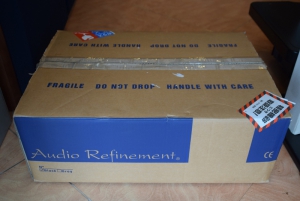 FRAGILE DO NOT DROP HANDLE WITH CARE
FRAGILE DO NOT DROP HANDLE WITH CARE
Audio Refinement®
CE